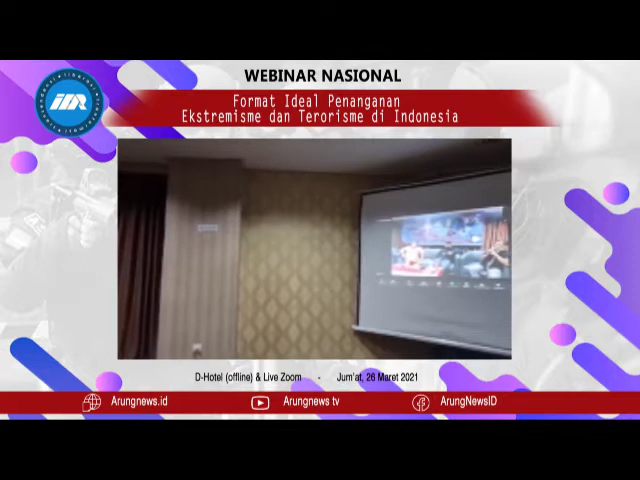 WEBINAR NASIONAL
Format Ideal Penanganan
Ekstremisme dan Terorisme di Indonesia
D-Hotel (offline) & Live Zoom - Jum'at, 26 Maret 2021
Arungnews.id Arungnews tv ArungNewsID